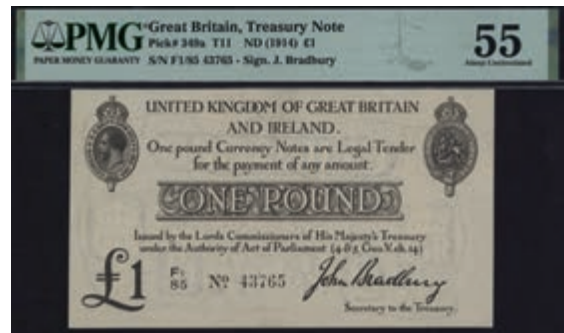 PMG
PAPER MONEY GUARANTY
Great Britain, Treasury Note
Pick# 349a T11 ND (1914) £1
S/N F1/85 43765 - Sign. J. Bradbury
55
About Uncirculated
UNITED KINGDOM OF GREAT BRITAIN
AND IRELAND.
One pound Currency Notes are Legal Tender
for the payment of any amount.
ONE POUND
Issued by the Lords Commissioners of His Majesty's Treasury
under the Authority of Act of Parliament (4 & 5 Geo. V. ch. 14)
£1
F1
85
No 43765
John Bradbury
Secretary to the Treasury.